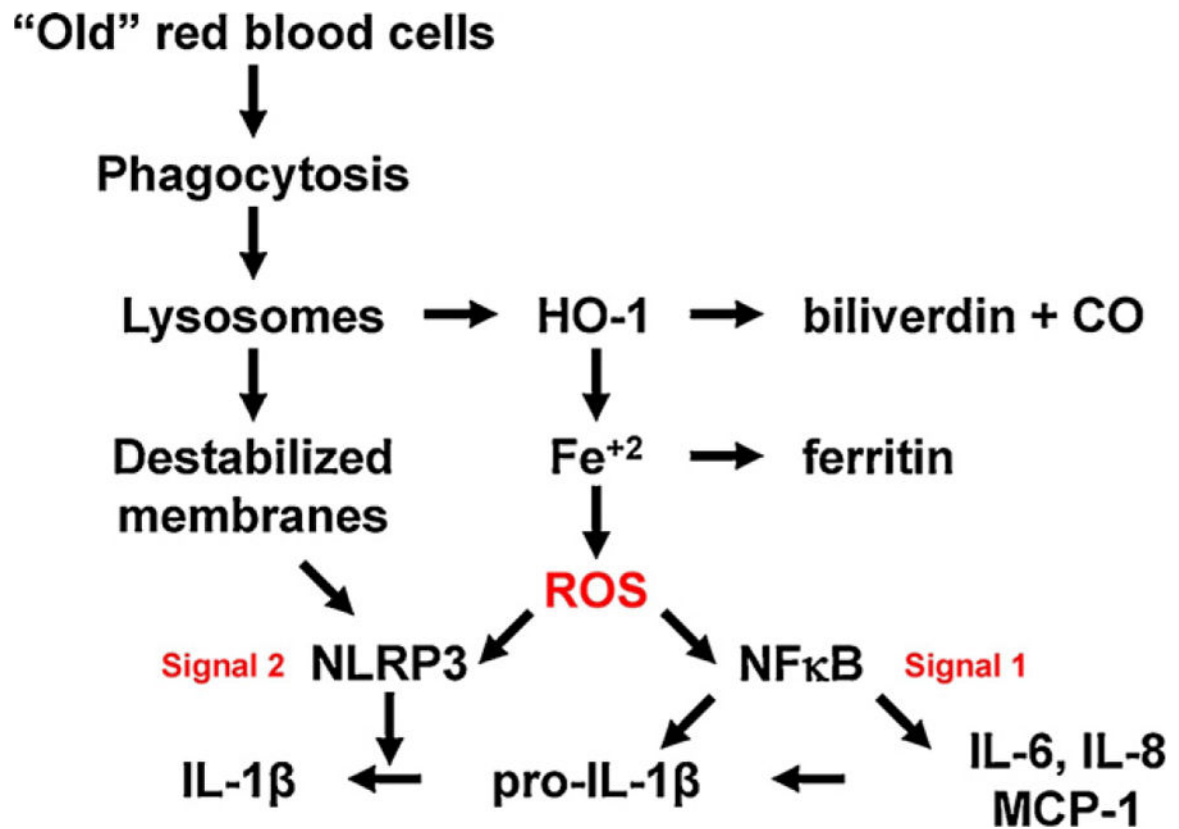 “Old” red blood cells
Phagocytosis
Lysosomes HO-1 biliverdin + CO
Destabilized
membranes
Fe+2 ferritin
ROS
Signal 2 NLRP3 NFκB Signal 1
IL-1β pro-IL-1β
IL-6, IL-8
MCP-1